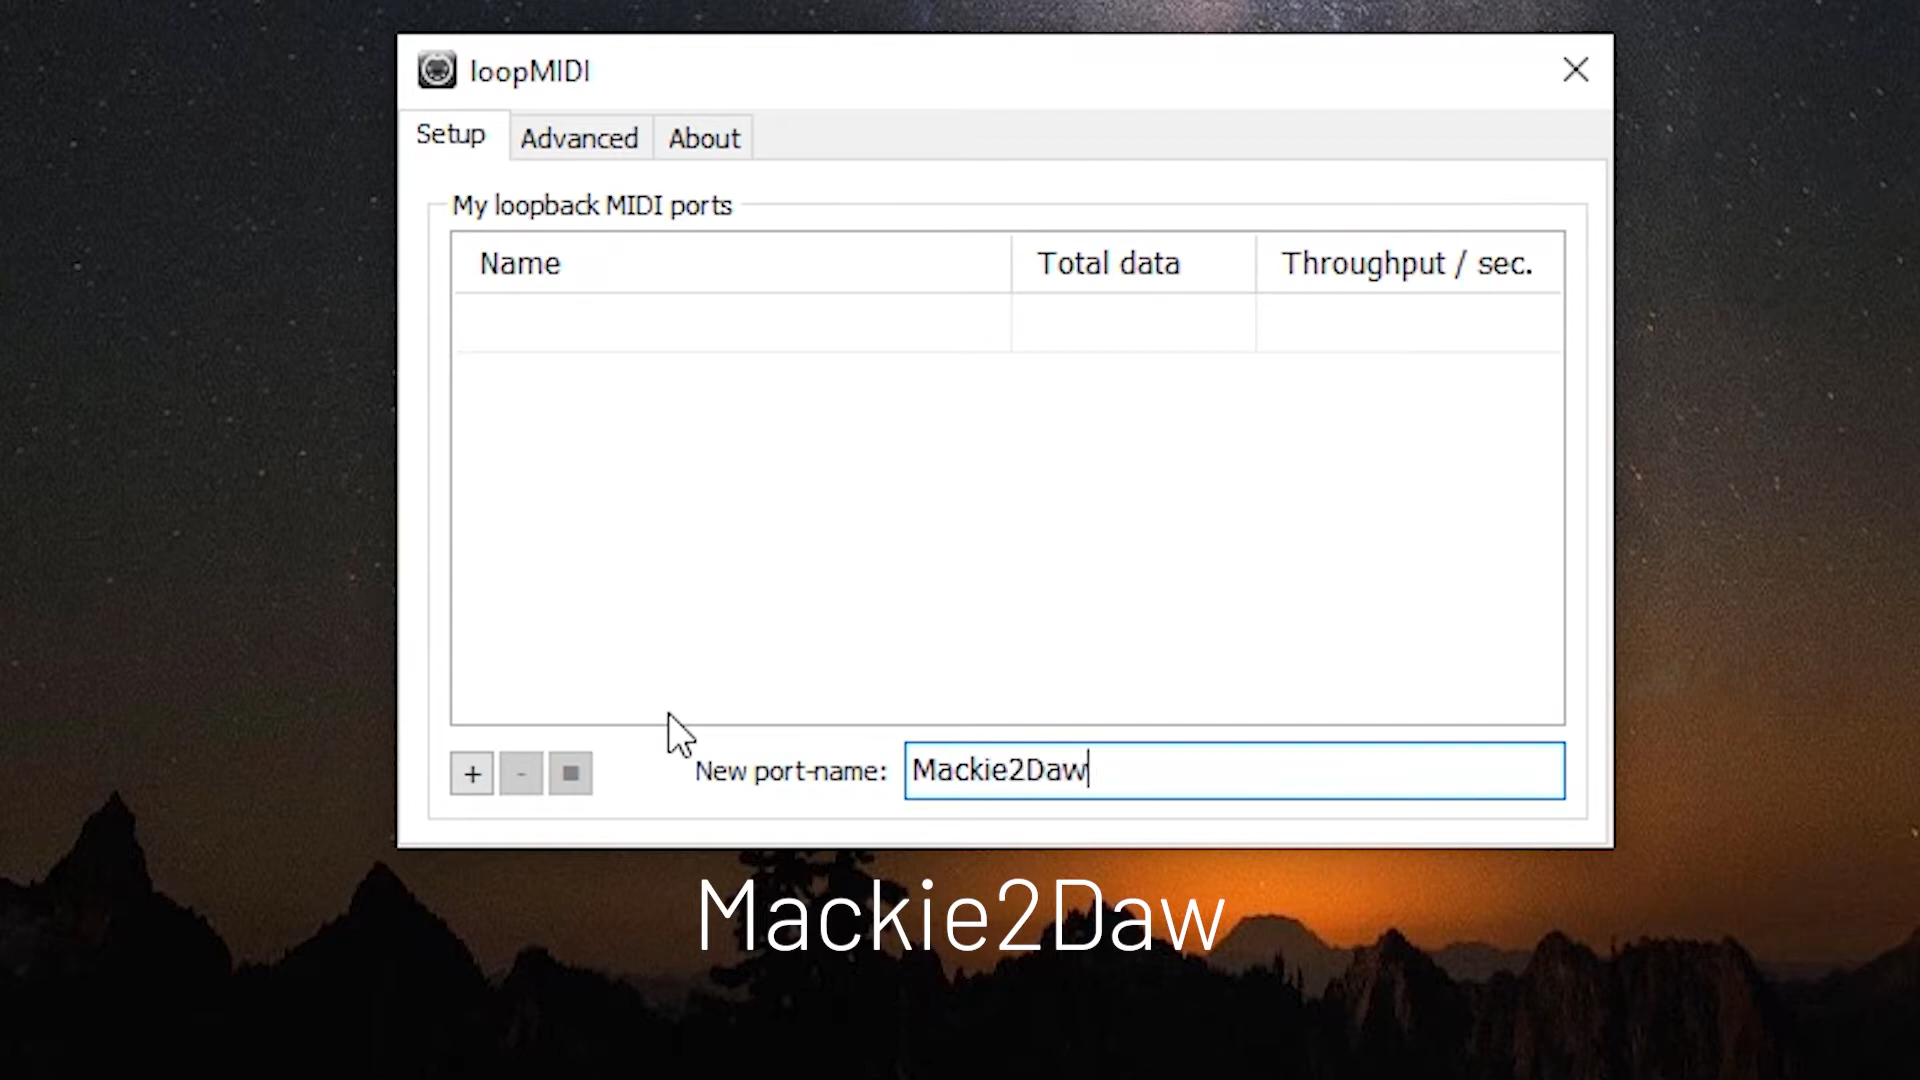 loopMIDI
Setup
Advanced
About
My loopback MIDI ports
Name
Total data
Throughput / sec.
+
-
New port-name:
Mackie2Daw
Mackie2Daw